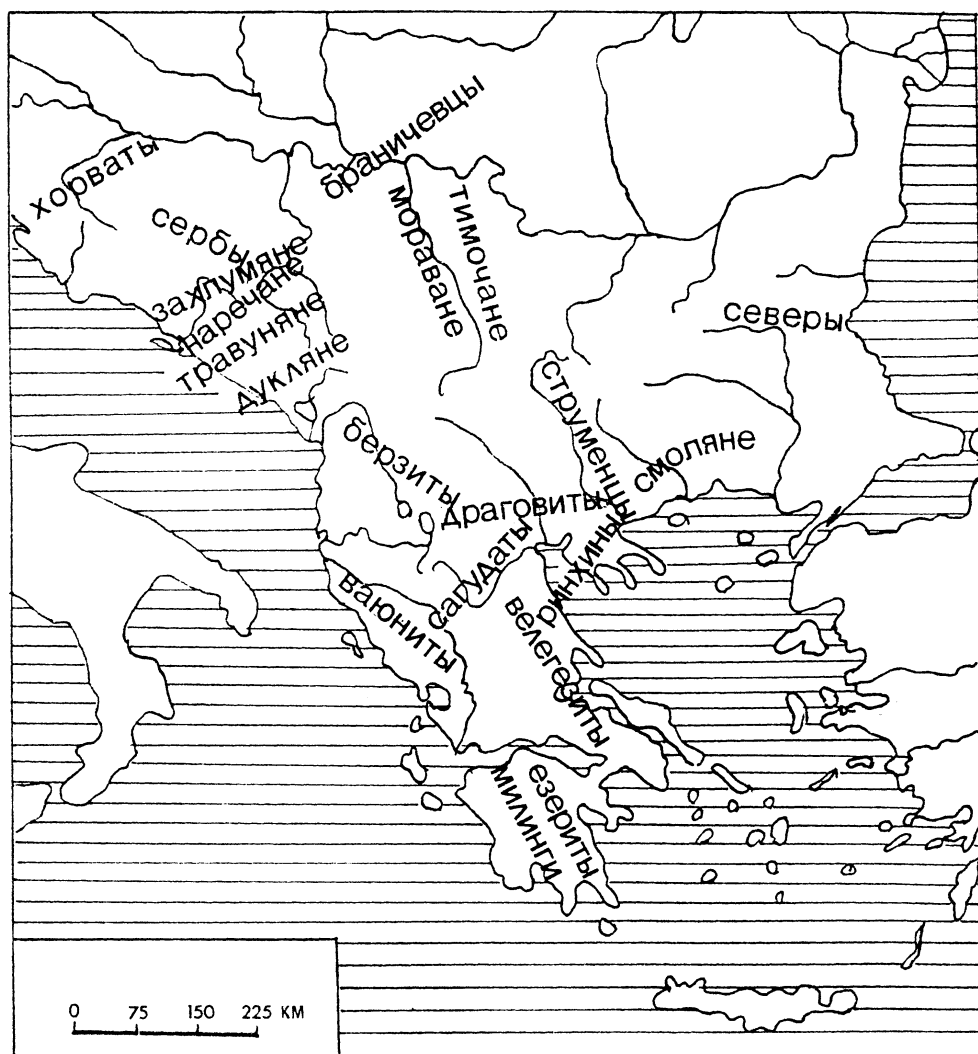 браничевцы
хорваты
сербы
захлумяне
наречане
травуняне
дукляне
мораване
тимочане
северы
струменцы
смоляне
берзиты
драговиты
сагудаты
ринхины
ваюниты
велегезиты
милинги
езериты
0 75 150 225 КМ